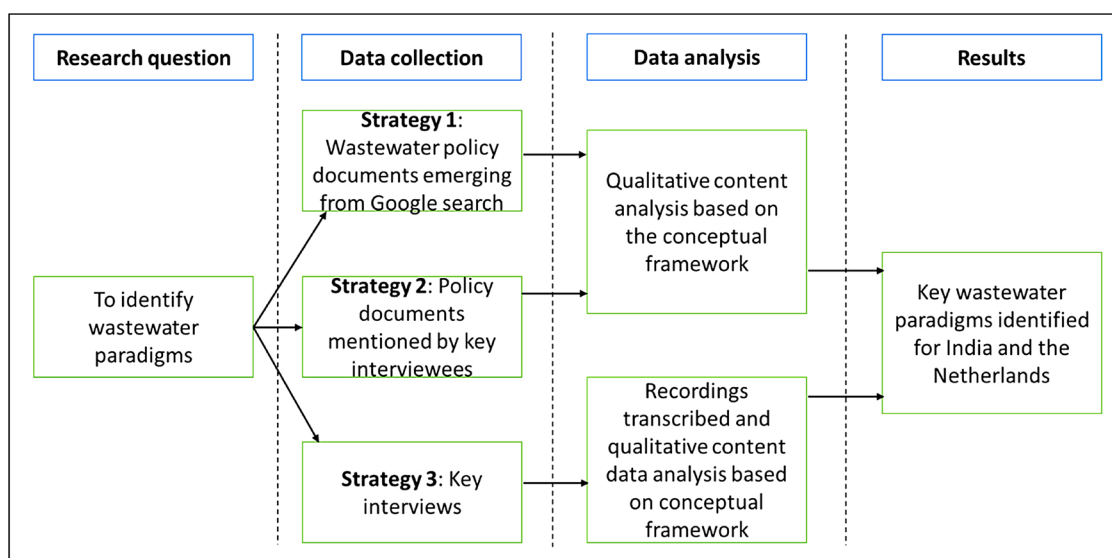 Research question
Data collection
Data analysis
Results
To identify
wastewater
paradigms
Strategy 1:
Wastewater policy
documents emerging
from Google search
Strategy 2: Policy
documents
mentioned by key
interviewees
Strategy 3: Key
interviews
Qualitative content
analysis based on
the conceptual
framework
Recordings
transcribed and
qualitative content
data analysis based
on conceptual
framework
Key wastewater
paradigms identified
for India and the
Netherlands